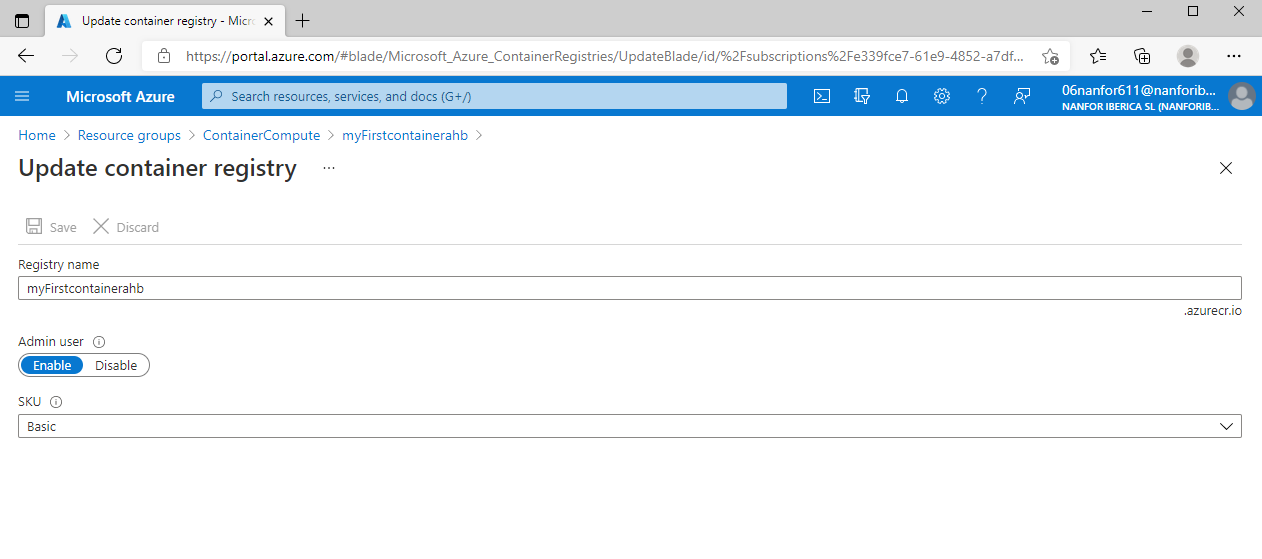 Update container registry - Micro
https://portal.azure.com/#blade/Microsoft_Azure_ContainerRegistries/UpdateBlade/id/%2Fsubscriptions%2Fe339fce7-61e9-4852-a7df...
Microsoft Azure
Search resources, services, and docs (G+/)
06nanfor611@nanforib...
NANFOR IBERICA SL (NANFORIB...
Home > Resource groups > ContainerCompute > myFirstcontainerahb >
Update container registry ...
Save Discard
Registry name
myFirstcontainerahb
.azurecr.io
Admin user
Enable Disable
SKU
Basic